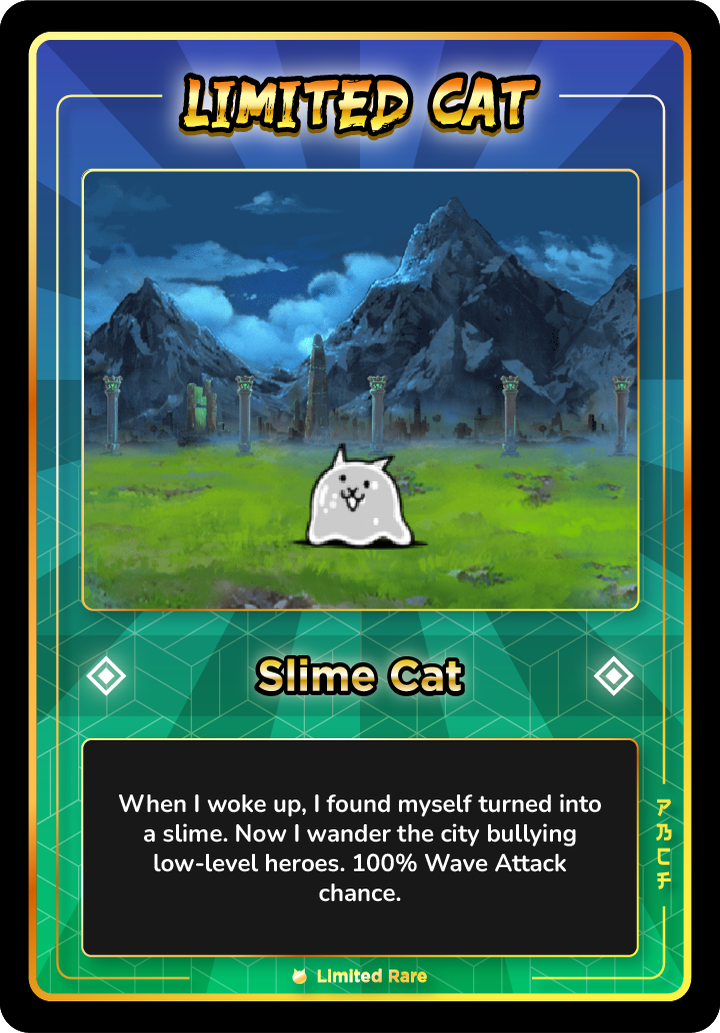 LIMITED CAT
Slime Cat
When I woke up, I found myself turned into
a slime. Now I wander the city bullying
low-level heroes. 100% Wave Attack
chance.
Limited Rare